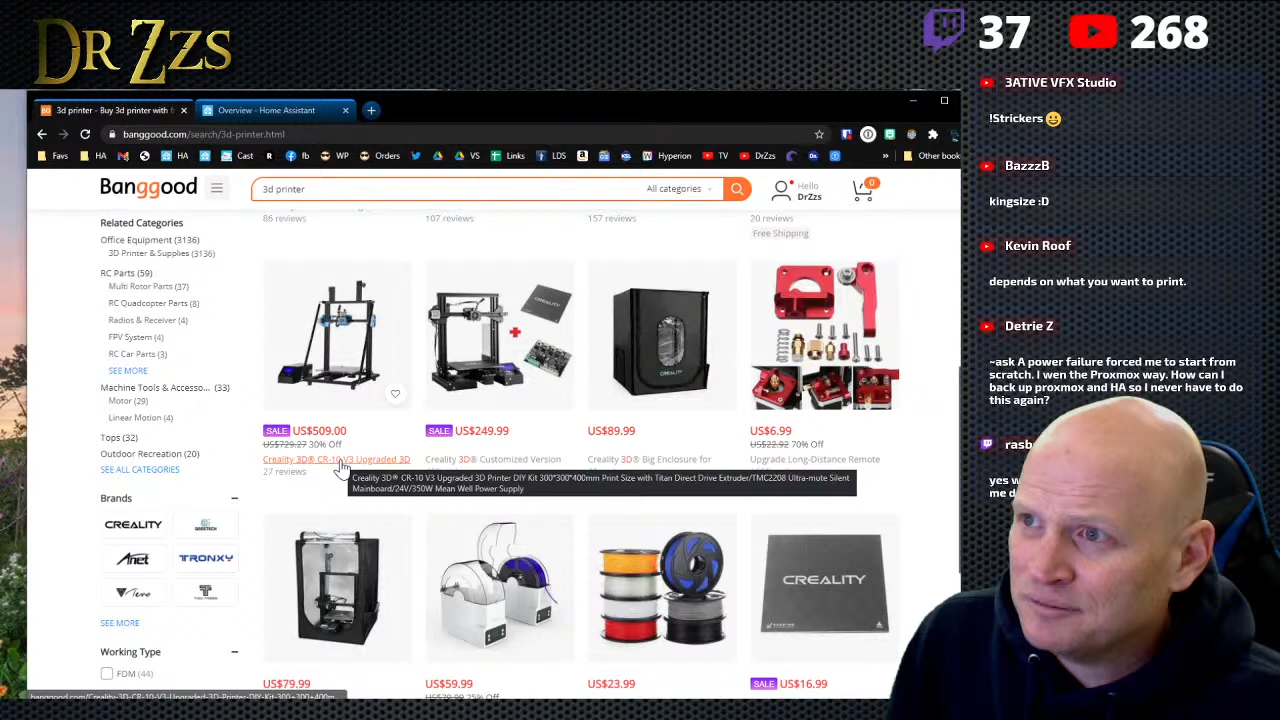 DR ZZS
37
268
3d printer - Buy 3d printer with f
Overview - Home Assistant
banggood.com/search/3d-printer.html
Favs
HA
HA
Cast
R
fb
WP
Orders
VS
Links
LDS
KSL
Hyperion
TV
DrZzs
Other book
Banggood
3d printer
All categories
Hello
DrZzs
0
Related Categories
Office Equipment (3136)
3D Printer & Supplies (3136)
RC Parts (59)
Multi Rotor Parts (37)
RC Quadcopter Parts (8)
Radios & Receiver (4)
FPV System (4)
RC Car Parts (3)
SEE MORE
Machine Tools & Accesso... (33)
Motor (29)
Linear Motion (4)
Tops (32)
Outdoor Recreation (20)
SEE ALL CATEGORIES
Brands
CREALITY
GEEETECH
Anet
TRONXY
Tevo
TWO TREES
SEE MORE
Working Type
FDM (44)
86 reviews
107 reviews
157 reviews
20 reviews
Free Shipping
CREALITY
CREALITY
SALE US$509.00
US$729.27 30% Off
Creality 3D® CR-10 V3 Upgraded 3D
27 reviews
SALE US$249.99
Creality 3D® Customized Version
US$89.99
Creality 3D® Big Enclosure for
US$6.99
US$22.92 70% Off
Upgrade Long-Distance Remote
Creality 3D® CR-10 V3 Upgraded 3D Printer DIY Kit 300*300*400mm Print Size with Titan Direct Drive Extruder/TMC2208 Ultra-mute Silent
Mainboard/24V/350W Mean Well Power Supply
CREALITY
US$79.99
US$59.99
US$79.99 25% Off
US$23.99
SALE US$16.99
banggood.com/Creality-3D-CR-10-V3-Upgraded-3D-Printer-DIY-Kit-300+300+400m...
3ATIVE VFX Studio
!Strickers
BazzzB
kingsize :D
Kevin Roof
depends on what you want to print.
Detrie Z
~ask A power failure forced me to start from
scratch. I wen the Proxmox way. How can I
back up proxmox and HA so I never have to do
this again?
rasb
yes w
me d